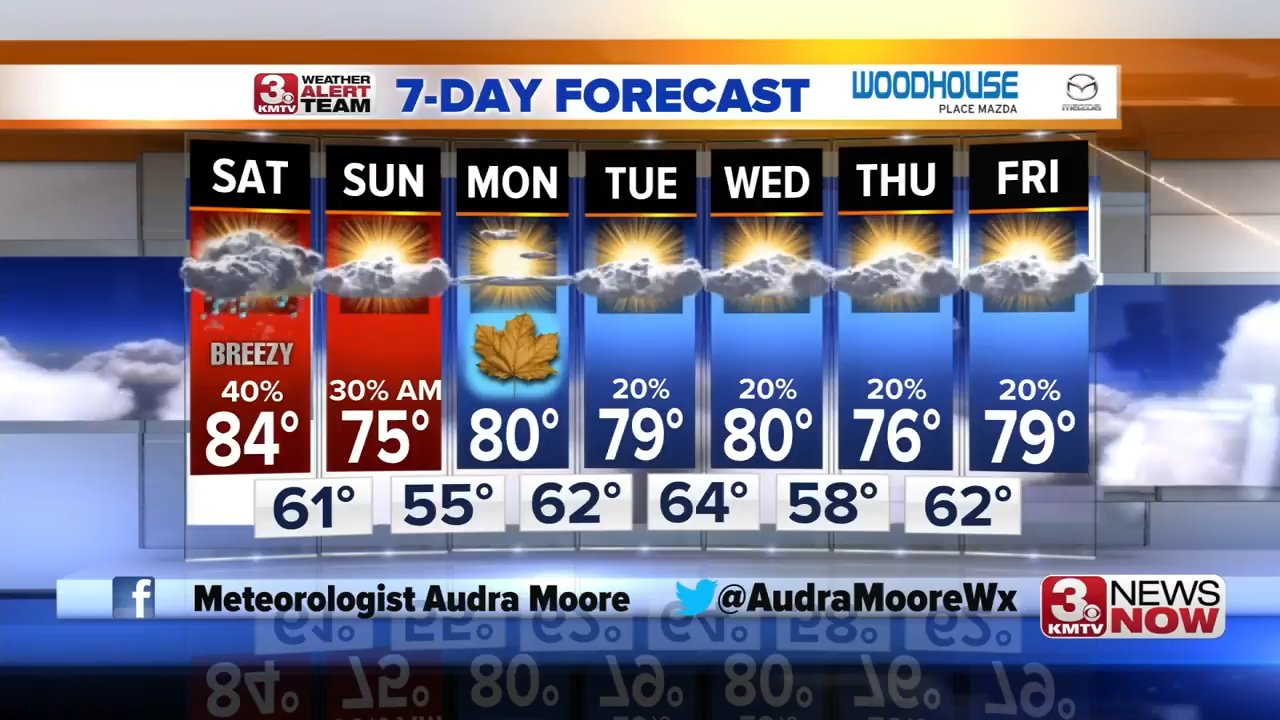 3 KMTV WEATHER ALERT TEAM 7-DAY FORECAST WOODHOUSE PLACE MAZDA mazda
SAT SUN MON TUE WED THU FRI
BREEZY
40% 30% AM 20% 20% 20% 20%
84° 75° 80° 79° 80° 76° 79°
61° 55° 62° 64° 58° 62°
f Meteorologist Audra Moore @AudraMooreWx 3 KMTV NEWS NOW